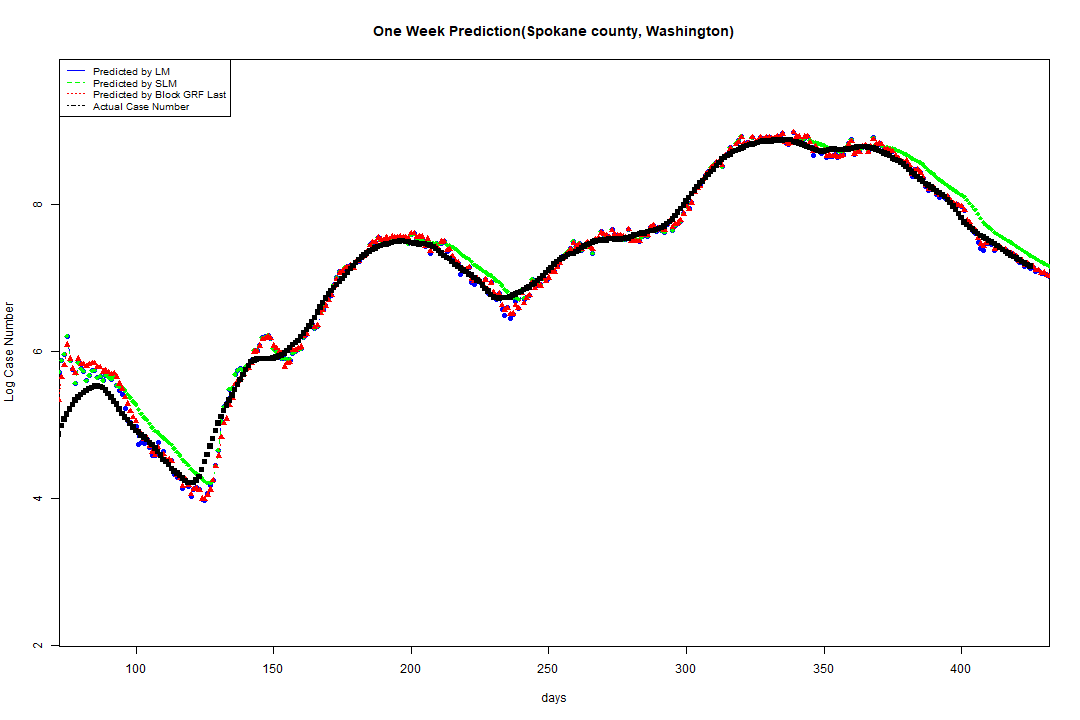 One Week Prediction(Spokane county, Washington)
Predicted by LM
Predicted by SLM
Predicted by Block GRF Last
Actual Case Number
Log Case Number
8
6
4
2
100 150 200 250 300 350 400
days